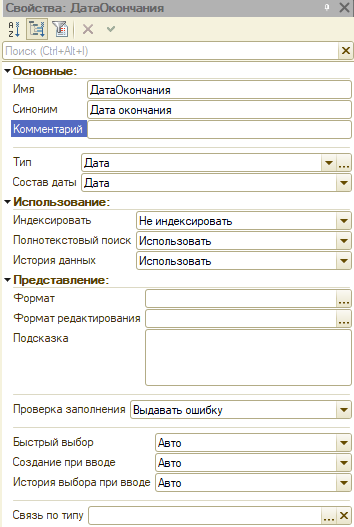 Свойства: ДатаОкончания
Поиск (Ctrl+Alt+I)
Основные:
Имя ДатаОкончания
Синоним Дата окончания
Комментарий
Тип Дата
Состав даты Дата
Использование:
Индексировать Не индексировать
Полнотекстовый поиск Использовать
История данных Использовать
Представление:
Формат
Формат редактирования
Подсказка
Проверка заполнения Выдавать ошибку
Быстрый выбор Авто
Создание при вводе Авто
История выбора при вводе Авто
Связь по типу